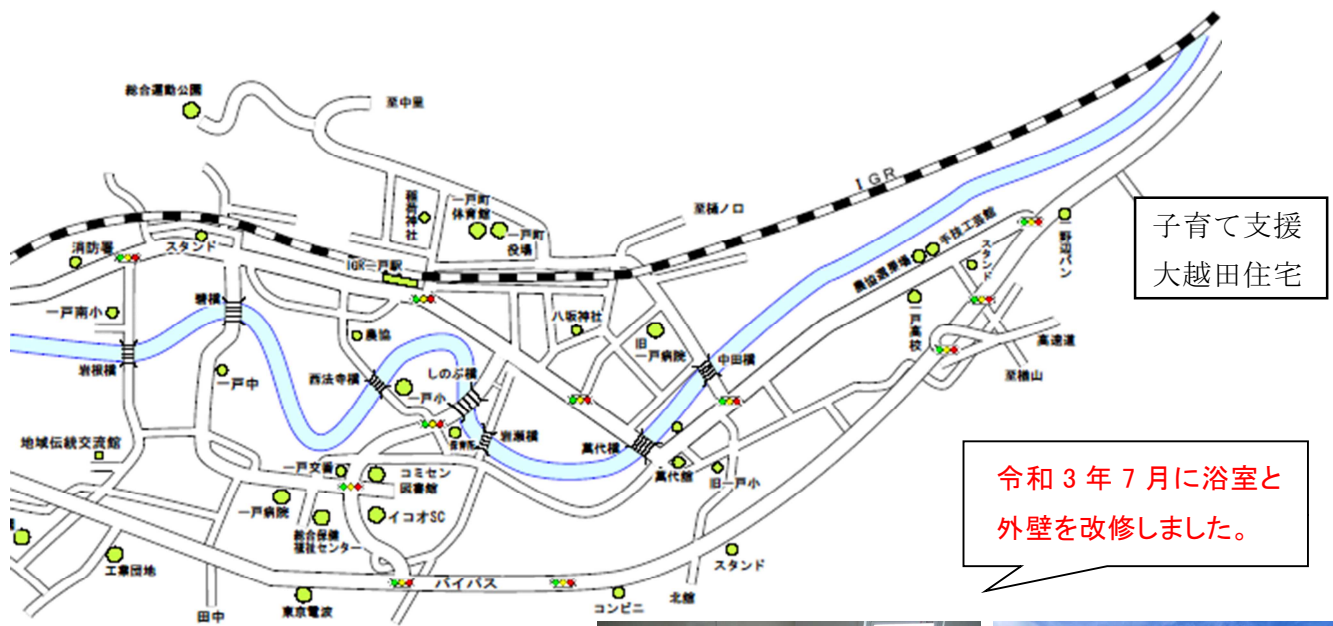 総合運動公園
至中里
稲荷神社
一戸町
体育館
一戸町
役場
至樋ノロ
IGR
子育て支援
大越田住宅
消防署
スタンド
IGR一戸駅
農協選果場
手技工芸館
スタンド
一野辺パン
一戸南小
碧橋
農協
八坂神社
旧
一戸病院
中田橋
一戸高校
高速道
至楢山
岩根橋
一戸中
西法寺橋
一戸小
しのぶ橋
岩瀬橋
萬代橋
萬代館
旧一戸小
地域伝統交流館
一戸交番
コミセン
図書館
一戸病院
総合保健
福祉センター
イコオSC
工業団地
田中
東京電波
バイパス
コンビニ
北舘
スタンド
令和 3 年 7 月に浴室と
外壁を改修しました。